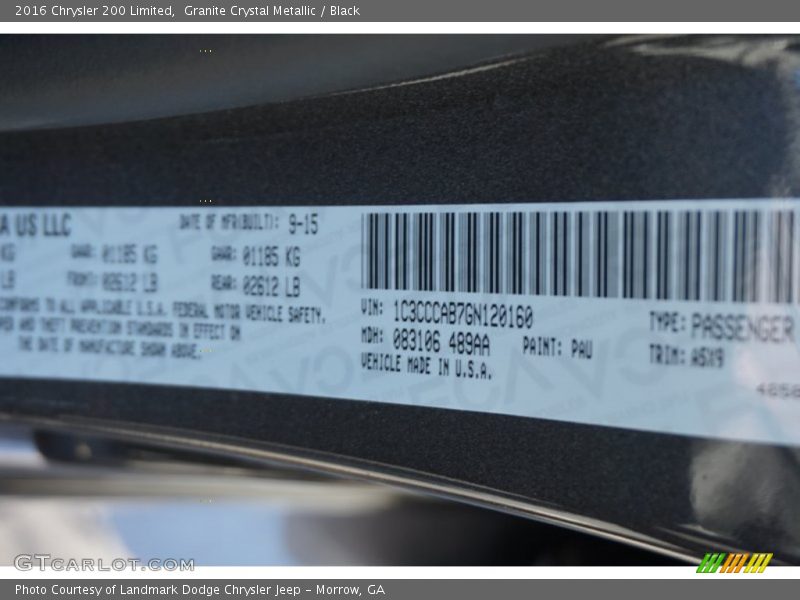 2016 Chrysler 200 Limited, Granite Crystal Metallic / Black
A US LLC
DATE OF MFR(BUILT): 9-15
KG GAWR: 01185 KG GAWR: 01185 KG
LB FRONT: 02612 LB REAR: 02612 LB
CONFORMS TO ALL APPLICABLE U.S.A. FEDERAL MOTOR VEHICLE SAFETY,
AND THEFT PREVENTION STANDARDS IN EFFECT ON
THE DATE OF MANUFACTURE SHOWN ABOVE.
VIN: 1C3CCCAB7GN120160
TYPE: PASSENGER
MDH: 083106 489AA
PAINT: PAU
TRIM: A5X9
VEHICLE MADE IN U.S.A.
4858
GTcarlot.com
Photo Courtesy of Landmark Dodge Chrysler Jeep – Morrow, GA